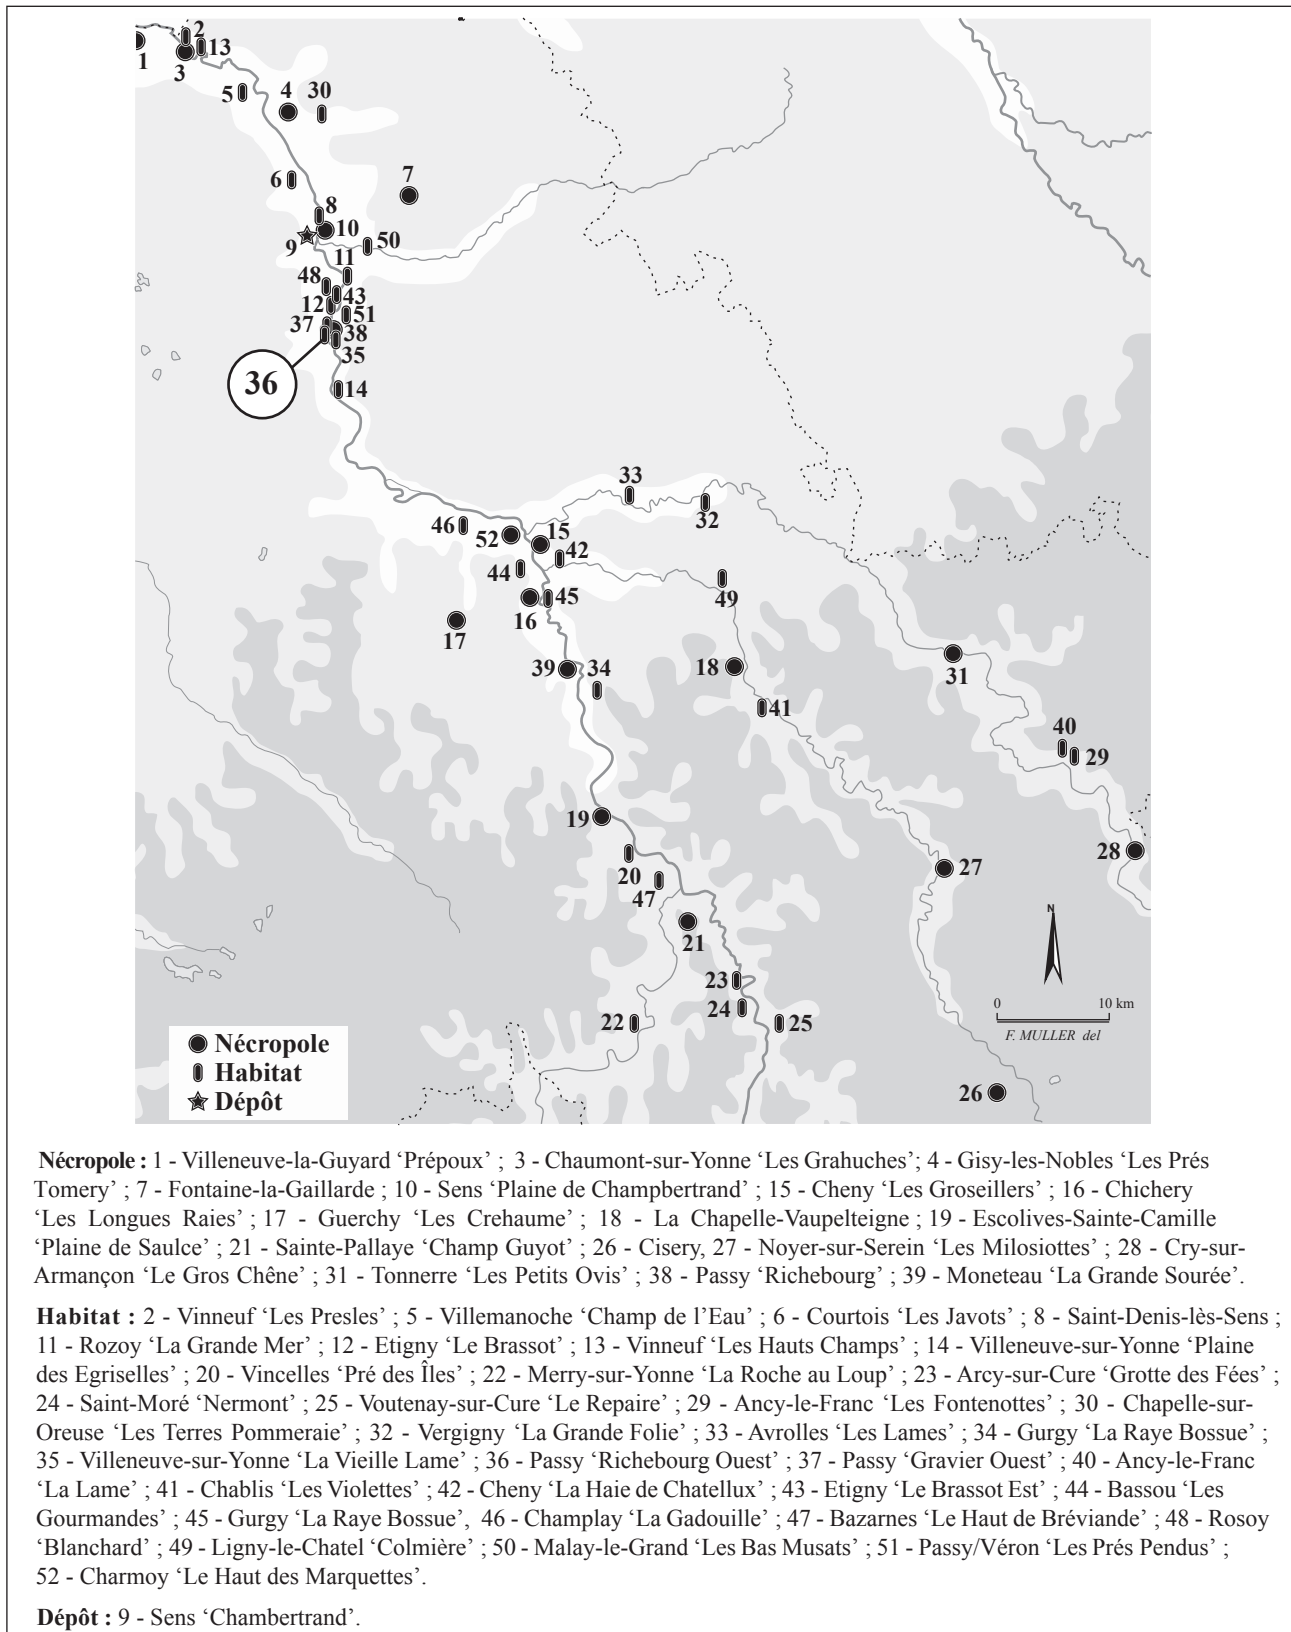 1
2
13
3
5
4
30
6
7
8
10
9
50
11
48
43
12
51
37
38
35
36
14
33
32
46
52
15
42
44
49
16
45
17
39
34
18
31
41
40
29
19
20
47
28
27
21
23
24
22
25
26
N
0 10 km
F. MULLER del
Nécropole
Habitat
Dépôt
Nécropole : 1 - Villeneuve-la-Guyard ‘Prépoux’ ; 3 - Chaumont-sur-Yonne ‘Les Grahuches’; 4 - Gisy-les-Nobles ‘Les Prés
Tomery’ ; 7 - Fontaine-la-Gaillarde ; 10 - Sens ‘Plaine de Champbertrand’ ; 15 - Cheny ‘Les Groseillers’ ; 16 - Chichery
‘Les Longues Raies’ ; 17 - Guerchy ‘Les Crehaume’ ; 18 - La Chapelle-Vaupelteigne ; 19 - Escolives-Sainte-Camille
‘Plaine de Saulce’ ; 21 - Sainte-Pallaye ‘Champ Guyot’ ; 26 - Cisery, 27 - Noyer-sur-Serein ‘Les Milosiottes’ ; 28 - Cry-sur-
Armançon ‘Le Gros Chêne’ ; 31 - Tonnerre ‘Les Petits Ovis’ ; 38 - Passy ‘Richebourg’ ; 39 - Moneteau ‘La Grande Sourée’.
Habitat : 2 - Vinneuf ‘Les Presles’ ; 5 - Villemanoche ‘Champ de l’Eau’ ; 6 - Courtois ‘Les Javots’ ; 8 - Saint-Denis-lès-Sens ;
11 - Rozoy ‘La Grande Mer’ ; 12 - Etigny ‘Le Brassot’ ; 13 - Vinneuf ‘Les Hauts Champs’ ; 14 - Villeneuve-sur-Yonne ‘Plaine
des Egriselles’ ; 20 - Vincelles ‘Pré des Îles’ ; 22 - Merry-sur-Yonne ‘La Roche au Loup’ ; 23 - Arcy-sur-Cure ‘Grotte des Fées’ ;
24 - Saint-Moré ‘Nermont’ ; 25 - Voutenay-sur-Cure ‘Le Repaire’ ; 29 - Ancy-le-Franc ‘Les Fontenottes’ ; 30 - Chapelle-sur-
Oreuse ‘Les Terres Pommeraie’ ; 32 - Vergigny ‘La Grande Folie’ ; 33 - Avrolles ‘Les Lames’ ; 34 - Gurgy ‘La Raye Bossue’ ;
35 - Villeneuve-sur-Yonne ‘La Vieille Lame’ ; 36 - Passy ‘Richebourg Ouest’ ; 37 - Passy ‘Gravier Ouest’ ; 40 - Ancy-le-Franc
‘La Lame’ ; 41 - Chablis ‘Les Violettes’ ; 42 - Cheny ‘La Haie de Chatellux’ ; 43 - Etigny ‘Le Brassot Est’ ; 44 - Bassou ‘Les
Gourmandes’ ; 45 - Gurgy ‘La Raye Bossue’, 46 - Champlay ‘La Gadouille’ ; 47 - Bazarnes ‘Le Haut de Bréviande’ ; 48 - Rosoy
‘Blanchard’ ; 49 - Ligny-le-Chatel ‘Colmière’ ; 50 - Malay-le-Grand ‘Les Bas Musats’ ; 51 - Passy/Véron ‘Les Prés Pendus’ ;
52 - Charmoy ‘Le Haut des Marquettes’.
Dépôt : 9 - Sens ‘Chambertrand’.